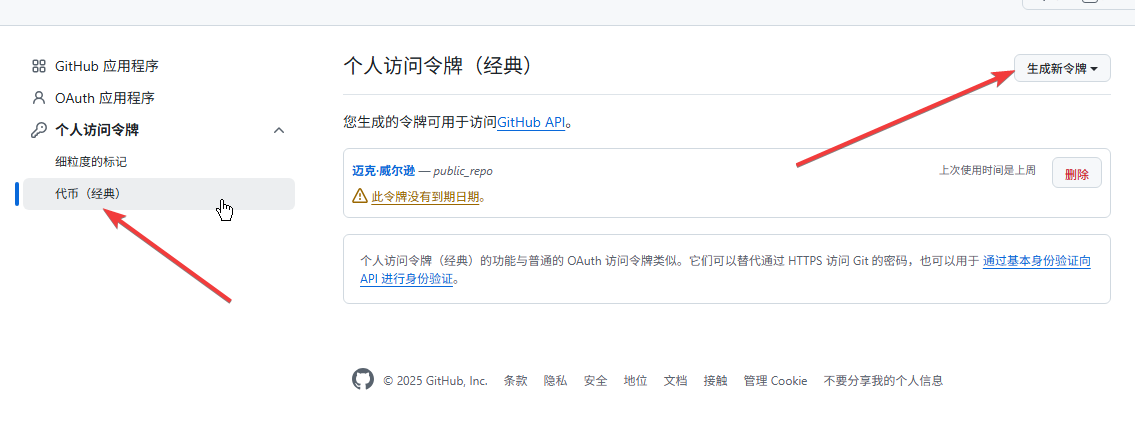 GitHub 应用程序
OAuth 应用程序
个人访问令牌
细粒度的标记
代币（经典）
个人访问令牌（经典）
生成新令牌
您生成的令牌可用于访问GitHub API。
迈克·威尔逊 — public_repo
上次使用时间是上周
删除
此令牌没有到期日期。
个人访问令牌（经典）的功能与普通的 OAuth 访问令牌类似。它们可以替代通过 HTTPS 访问 Git 的密码，也可以用于 通过基本身份验证向
API 进行身份验证。
© 2025 GitHub, Inc. 条款 隐私 安全 地位 文档 接触 管理 Cookie 不要分享我的个人信息